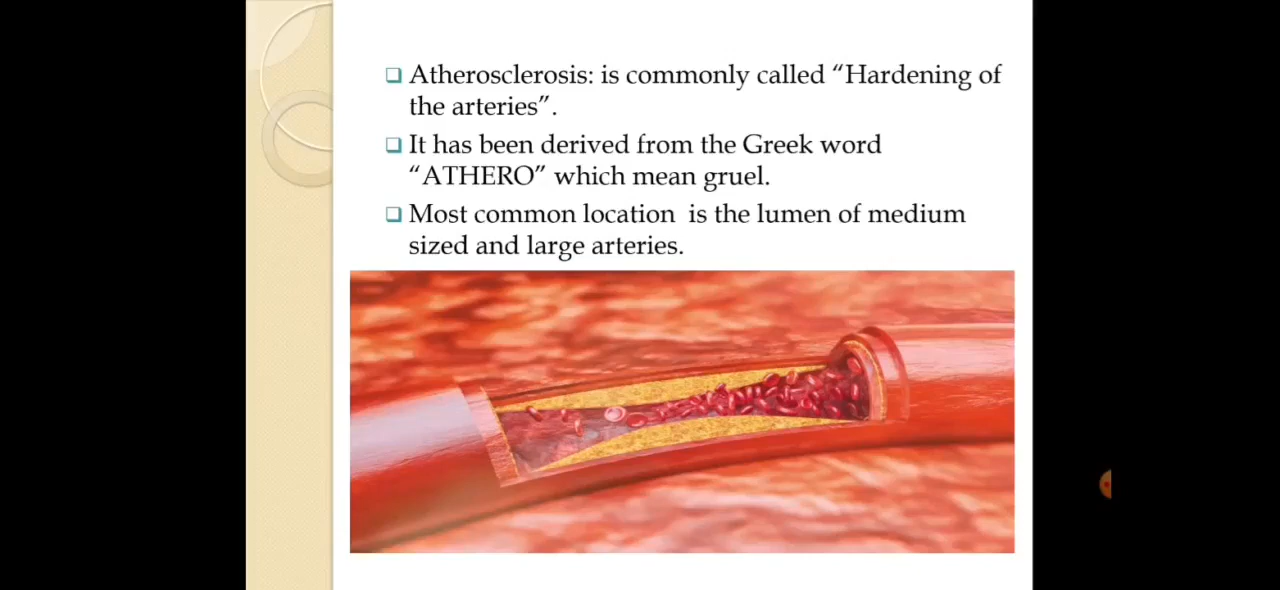 Atherosclerosis: is commonly called “Hardening of
the arteries”.
It has been derived from the Greek word
“ATHERO” which mean gruel.
Most common location is the lumen of medium
sized and large arteries.